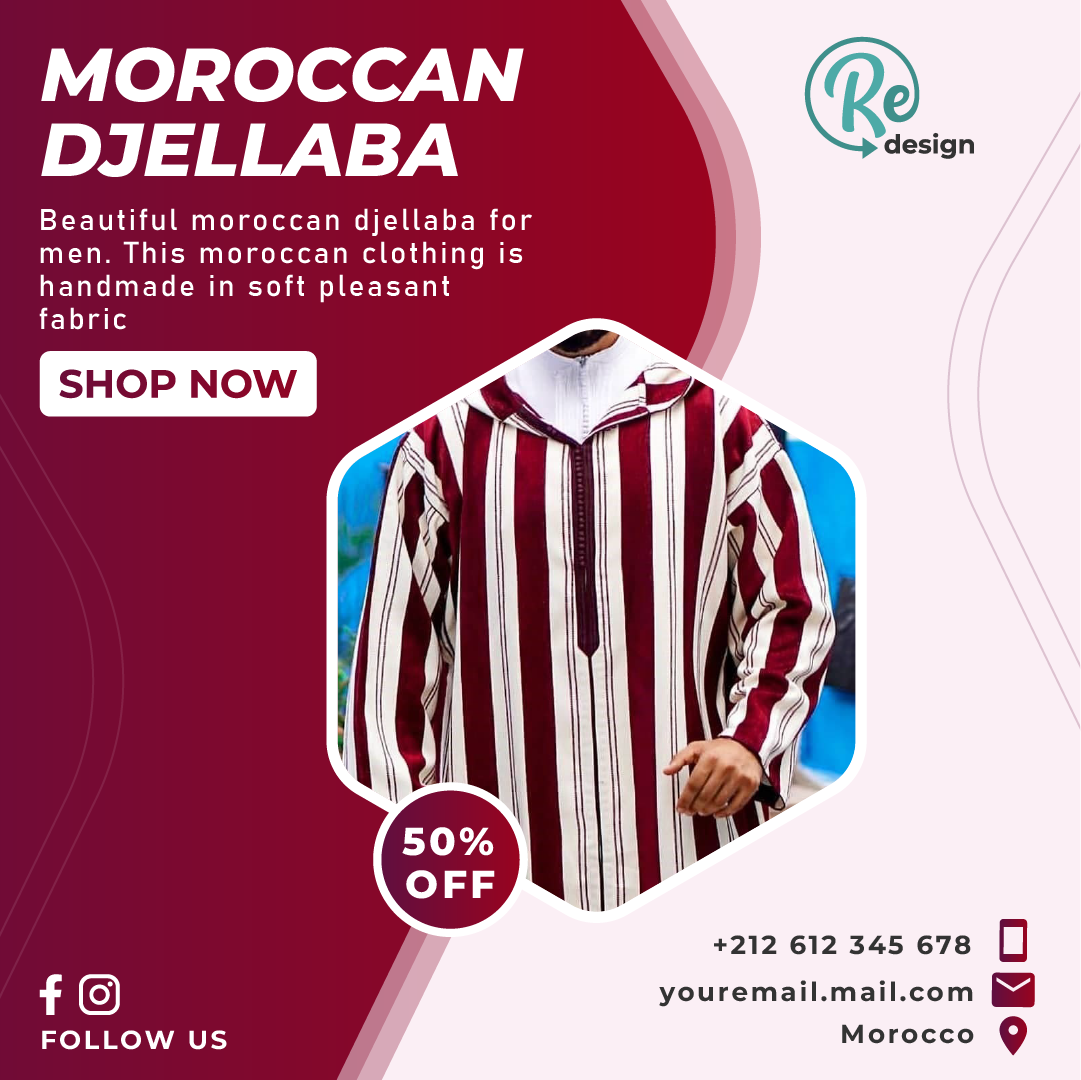 MOROCCAN
DJELLABA
Re
design
Beautiful moroccan djellaba for
men. This moroccan clothing is
handmade in soft pleasant
fabric
SHOP NOW
50%
OFF
+212 612 345 678
youremail.mail.com
Morocco
FOLLOW US